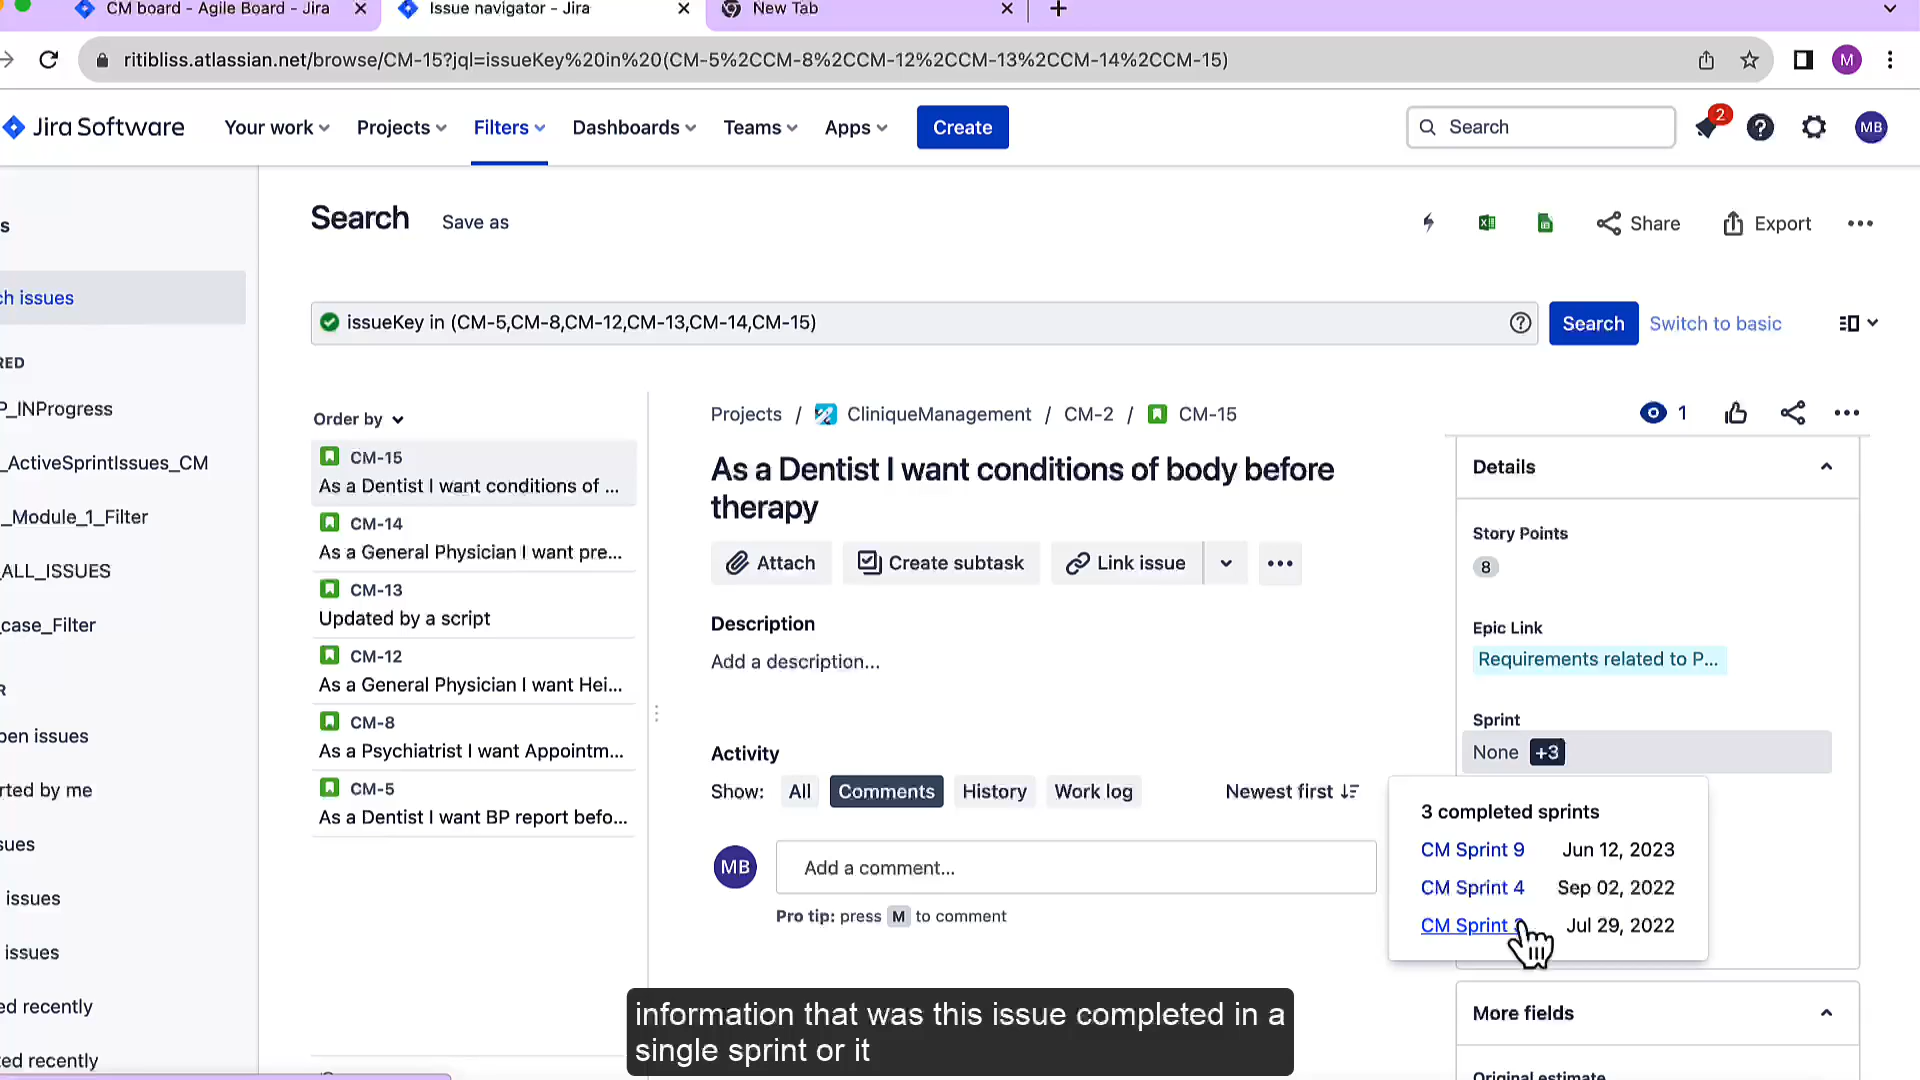 CM board - Agile Board - Jira
Issue navigator - Jira
New Tab
ritibliss.atlassian.net/browse/CM-15?jql=issueKey%20in%20(CM-5%2CCM-8%2CCM-12%2CCM-13%2CCM-14%2CCM-15)
M
Jira Software
Your work
Projects
Filters
Dashboards
Teams
Apps
Create
Search
2
MB
Search
Save as
Share
Export
s
ch issues
issueKey in (CM-5,CM-8,CM-12,CM-13,CM-14,CM-15)
Search
Switch to basic
RED
P_INProgress
_ActiveSprintIssues_CM
_Module_1_Filter
ALL_ISSUES
case_Filter
R
pen issues
rted by me
sues
issues
issues
ed recently
ted recently
Order by
CM-15
As a Dentist I want conditions of ...
CM-14
As a General Physician I want pre...
CM-13
Updated by a script
CM-12
As a General Physician I want Hei...
CM-8
As a Psychiatrist I want Appointm...
CM-5
As a Dentist I want BP report befo...
Projects / CliniqueManagement / CM-2 / CM-15
1
As a Dentist I want conditions of body before
therapy
Attach
Create subtask
Link issue
Description
Add a description...
Activity
Show:
All
Comments
History
Work log
Newest first
MB
Add a comment...
Pro tip: press M to comment
Details
Story Points
8
Epic Link
Requirements related to P...
Sprint
None +3
3 completed sprints
CM Sprint 9 Jun 12, 2023
CM Sprint 4 Sep 02, 2022
CM Sprint Jul 29, 2022
More fields
Original estimate
information that was this issue completed in a
single sprint or it